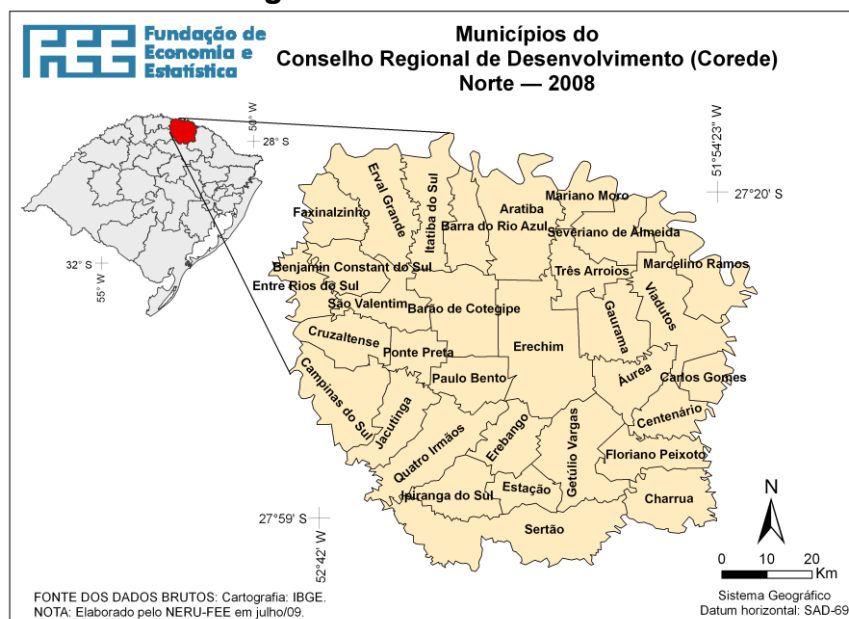 Fundação de
Economia e
Estatística
Municípios do
Conselho Regional de Desenvolvimento (Corede)
Norte — 2008
50° W
28° S
32° S
55° W
51°54'23" W
27°20' S
Mariano Moro
Erval Grande
Itatiba do Sul
Aratiba
Faxinalzinho
Barra do Rio Azul
Severiano de Almeida
Benjamin Constant do Sul
Três Arroios
Marcelino Ramos
Entre Rios do Sul
São Valentim
Barão de Cotegipe
Gaurama
Viadutos
Cruzaltense
Ponte Preta
Erechim
Campinas do Sul
Paulo Bento
Áurea
Carlos Gomes
Jacutinga
Centenário
Quatro Irmãos
Erebango
Getúlio Vargas
Floriano Peixoto
Ipiranga do Sul
Estação
Charrua
Sertão
27°59' S
52°42' W
N
0 10 20
Km
FONTE DOS DADOS BRUTOS: Cartografia: IBGE.
NOTA: Elaborado pelo NERU-FEE em julho/09.
Sistema Geográfico
Datum horizontal: SAD-69